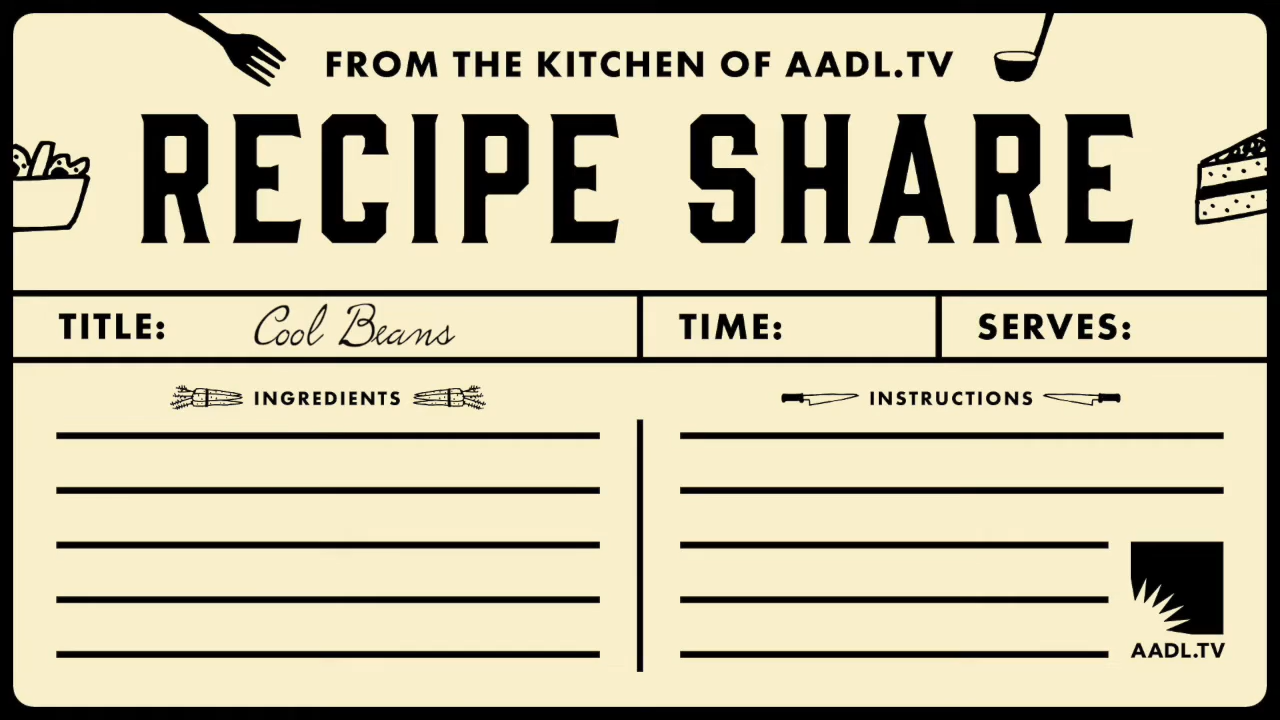 FROM THE KITCHEN OF AADL.TV
RECIPE SHARE
TITLE: Cool Beans
TIME:
SERVES:
INGREDIENTS
INSTRUCTIONS
AADL.TV